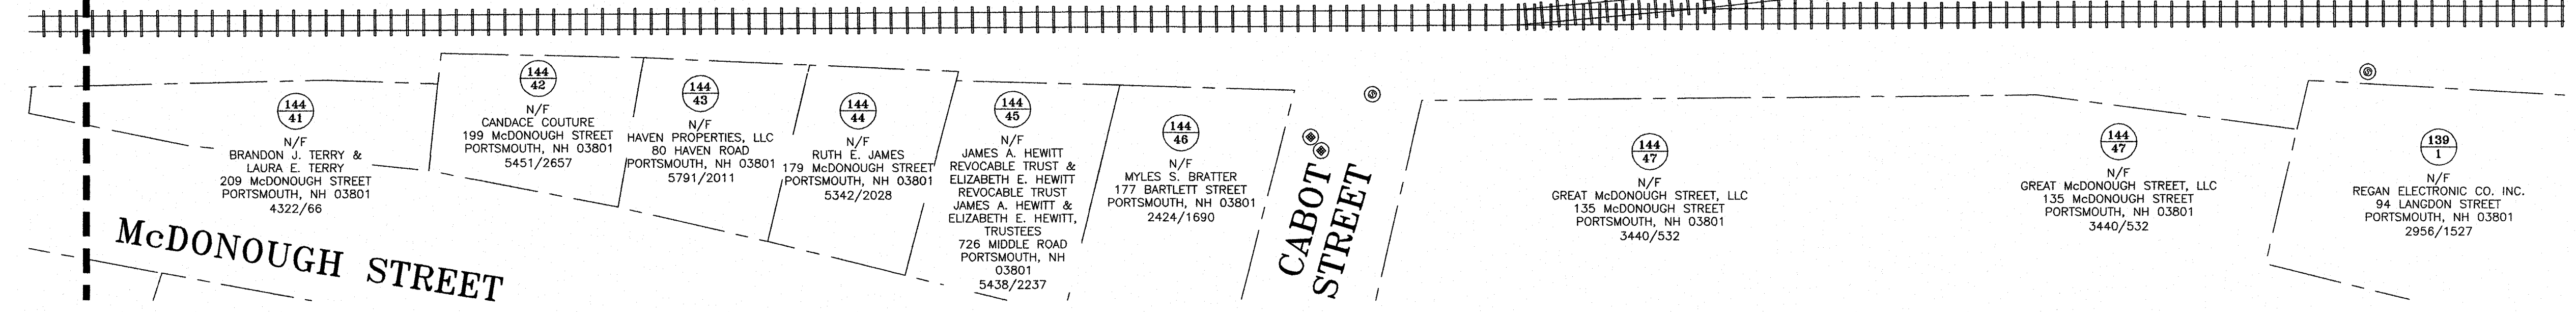 144
41
N/F
BRANDON J. TERRY &
LAURA E. TERRY
209 McDONOUGH STREET
PORTSMOUTH, NH 03801
4322/66
144
42
N/F
CANDACE COUTURE
199 McDONOUGH STREET
PORTSMOUTH, NH 03801
5451/2657
144
43
N/F
HAVEN PROPERTIES, LLC
80 HAVEN ROAD
PORTSMOUTH, NH 03801
5791/2011
144
44
N/F
RUTH E. JAMES
179 McDONOUGH STREET
PORTSMOUTH, NH 03801
5342/2028
144
45
N/F
JAMES A. HEWITT
REVOCABLE TRUST &
ELIZABETH E. HEWITT
REVOCABLE TRUST
JAMES A. HEWITT &
ELIZABETH E. HEWITT,
TRUSTEES
726 MIDDLE ROAD
PORTSMOUTH, NH
03801
5438/2237
144
46
N/F
MYLES S. BRATTER
177 BARTLETT STREET
PORTSMOUTH, NH 03801
2424/1690
CABOT
STREET
144
47
N/F
GREAT McDONOUGH STREET, LLC
135 McDONOUGH STREET
PORTSMOUTH, NH 03801
3440/532
144
47
N/F
GREAT McDONOUGH STREET, LLC
135 McDONOUGH STREET
PORTSMOUTH, NH 03801
3440/532
139
1
N/F
REGAN ELECTRONIC CO. INC.
94 LANGDON STREET
PORTSMOUTH, NH 03801
2956/1527
McDONOUGH STREET